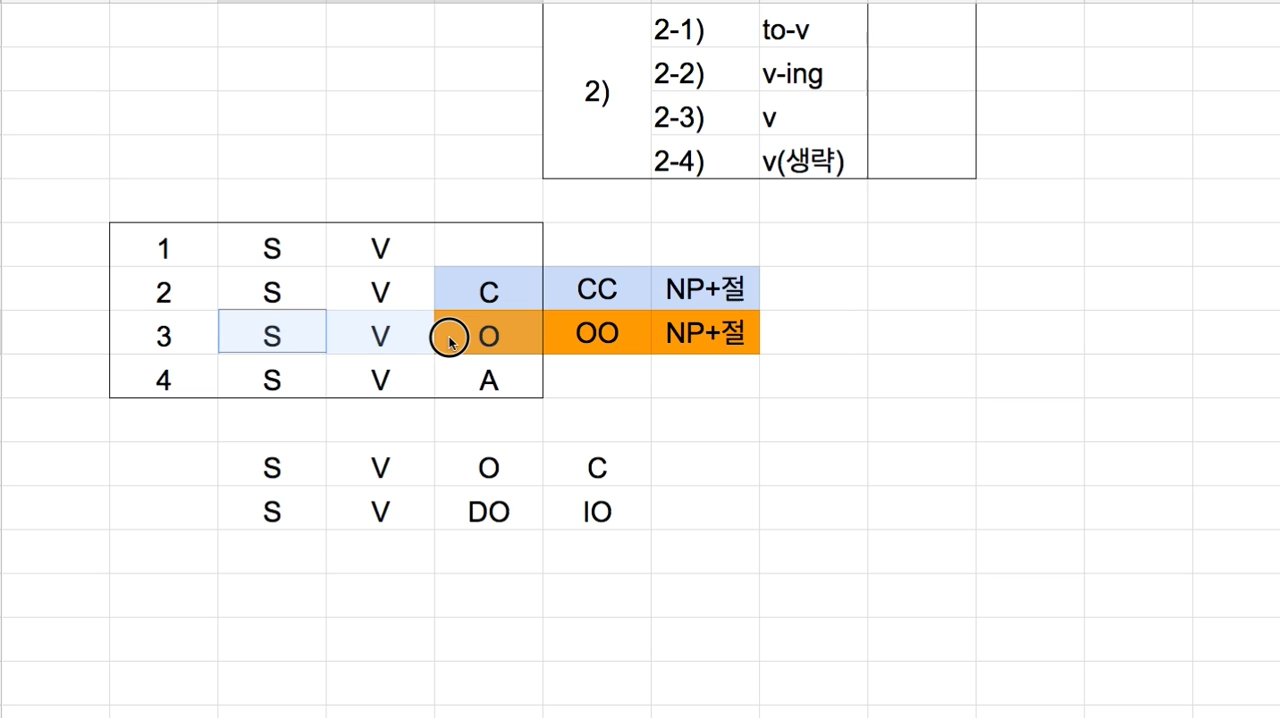 2-1) to-v
2) 2-2) v-ing
2-3) v
2-4) v(생략)
1 S V
2 S V C CC NP+절
3 S V O OO NP+절
4 S V A
S V O C
S V DO IO